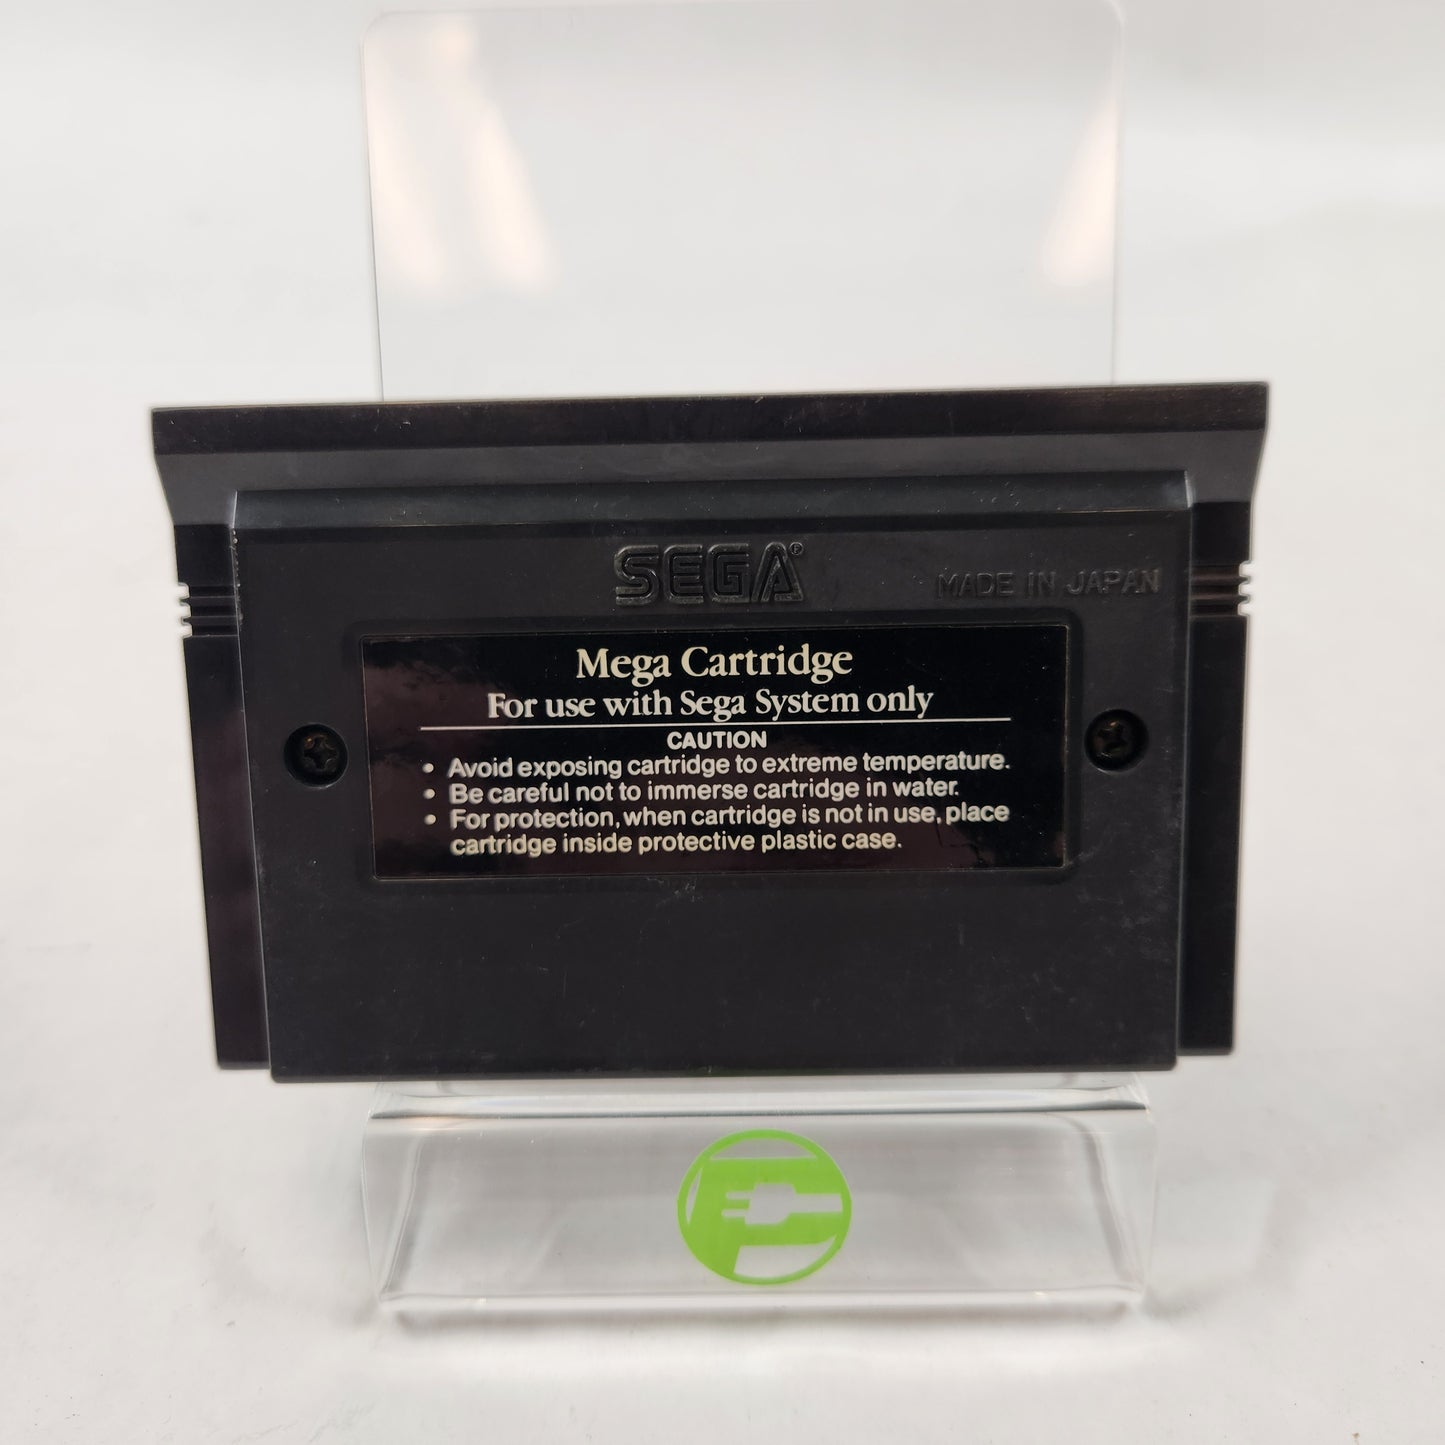 SEGA®
MADE IN JAPAN
Mega Cartridge
For use with Sega System only
CAUTION
• Avoid exposing cartridge to extreme temperature.
• Be careful not to immerse cartridge in water.
• For protection, when cartridge is not in use, place
cartridge inside protective plastic case.